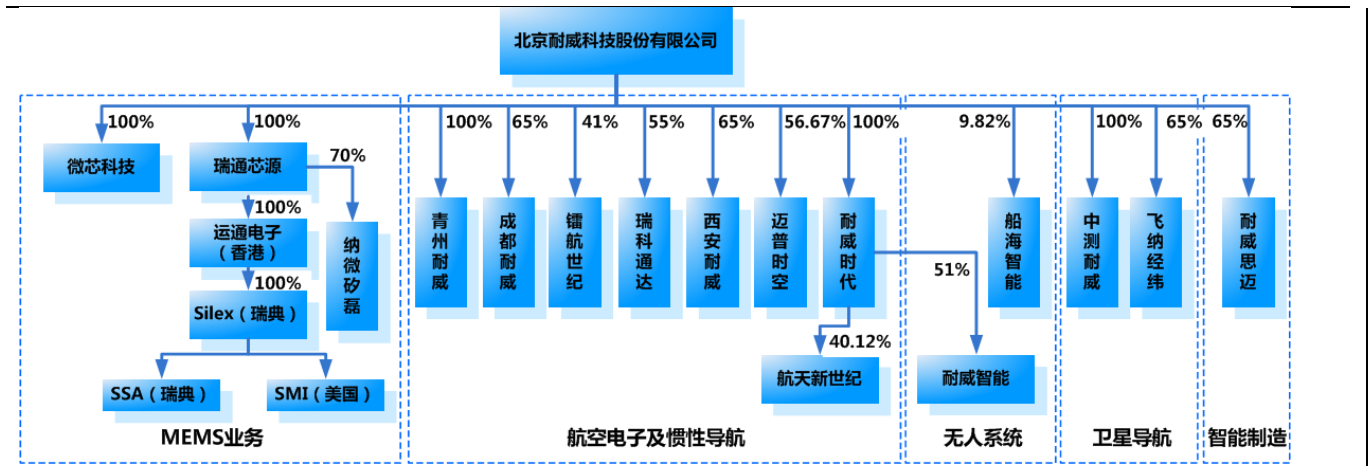 北京耐威科技股份有限公司
100%
100%
100%
65%
41%
55%
65%
56.67%
100%
9.82%
100%
65%
65%
微芯科技
瑞通芯源
70%
100%
运通电子
（香港）
纳微矽磊
100%
Silex（瑞典）
SSA（瑞典）
SMI（美国）
MEMS业务
青州耐威
成都耐威
镭航世纪
瑞科通达
西安耐威
迈普时空
耐威时代
51%
40.12%
航天新世纪
航空电子及惯性导航
船海智能
耐威智能
无人系统
中测耐威
飞纳经纬
卫星导航
耐威思迈
智能制造